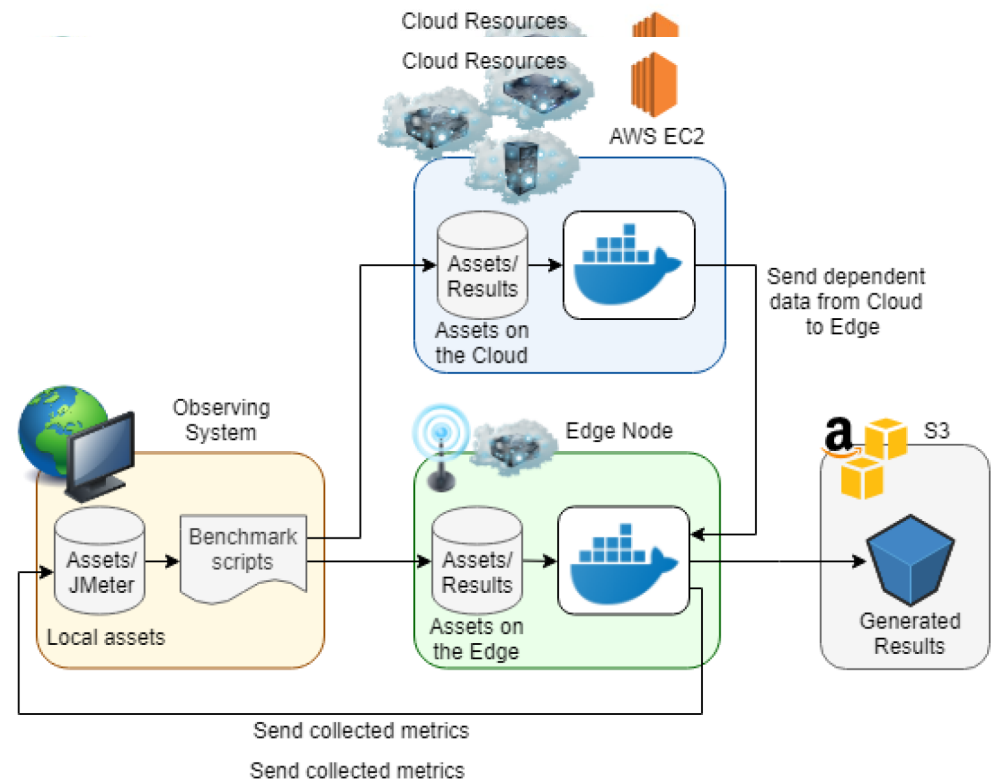 Cloud Resources
Cloud Resources
AWS EC2
Assets/
Results
Assets on
the Cloud
Send dependent
data from Cloud
to Edge
Observing
System
Edge Node
a
S3
Assets/
JMeter
Benchmark
scripts
Local assets
Assets/
Results
Assets on
the Edge
Generated
Results
Send collected metrics
Send collected metrics